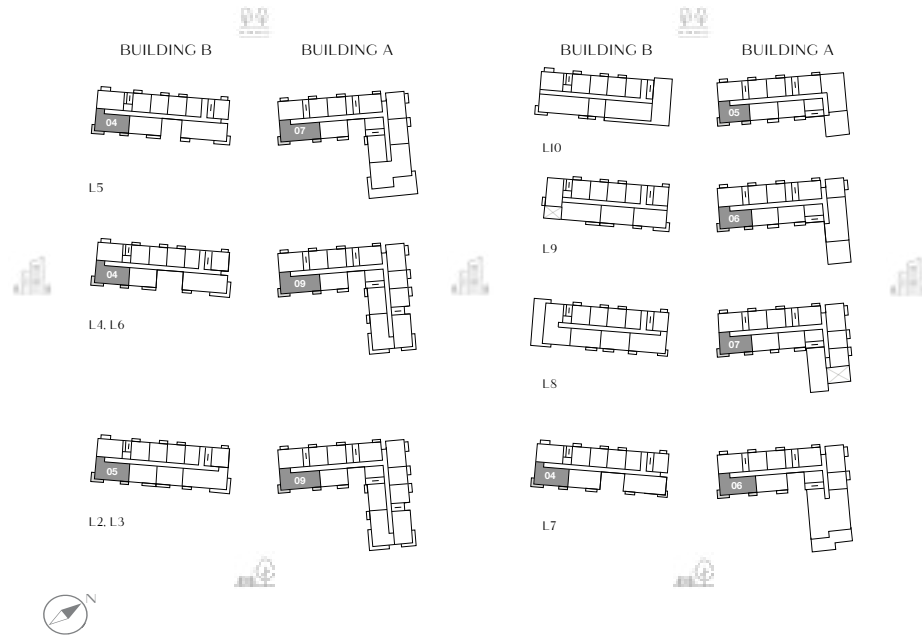 BUILDING B BUILDING A
04 07
L5
04 09
L4, L6
05 09
L2, L3
BUILDING B BUILDING A
05
L10
06
L9
07
L8
04 06
L7
N